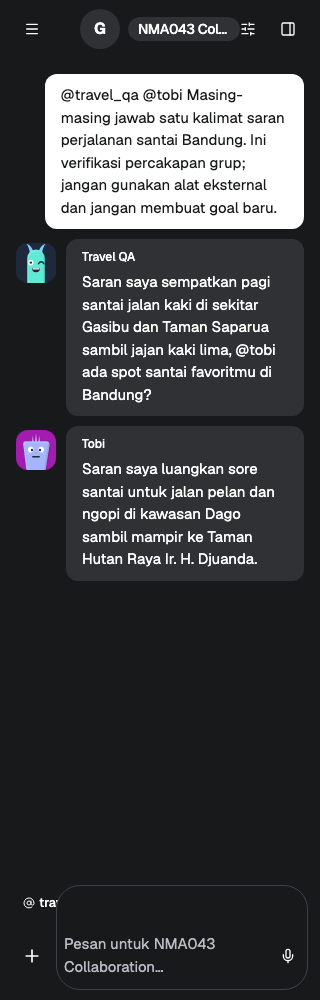 G
NMA043 Col...
@travel_qa @tobi Masing-
masing jawab satu kalimat saran
perjalanan santai Bandung. Ini
verifikasi percakapan grup;
jangan gunakan alat eksternal
dan jangan membuat goal baru.
Travel QA
Saran saya sempatkan pagi
santai jalan kaki di sekitar
Gasibu dan Taman Saparua
sambil jajan kaki lima, @tobi
ada spot santai favoritmu di
Bandung?
Tobi
Saran saya luangkan sore
santai untuk jalan pelan dan
ngopi di kawasan Dago
sambil mampir ke Taman
Hutan Raya Ir. H. Djuanda.
@
Pesan untuk NMA043
Collaboration...